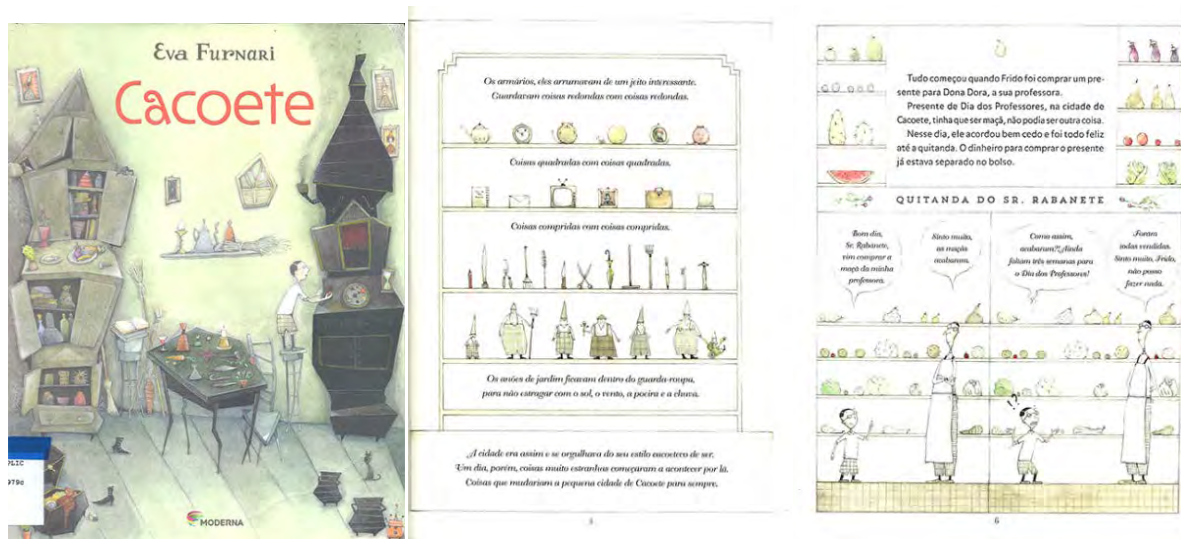 Eva Furnari
Cacoete
PLIC
979c
MODERNA
Os armários, eles arrumavam de um jeito interessante.
Guardavam coisas redondas com coisas redondas.
Coisas quadradas com coisas quadradas.
Coisas compridas com coisas compridas.
Os anões de jardim ficavam dentro do guarda-roupa,
para não estragar com o sol, o vento, a poeira e a chuva.
A cidade era assim e se orgulhava do seu estilo cacoeteco de ser.
Um dia, porém, coisas muito estranhas começaram a acontecer por lá.
Coisas que mudariam a pequena cidade de Cacoete para sempre.
Tudo começou quando Frido foi comprar um pre-
sente para Dona Dora, a sua professora.
Presente de Dia dos Professores, na cidade de
Cacoete, tinha que ser maçã, não podia ser outra coisa.
Nesse dia, ele acordou bem cedo e foi todo feliz
até a quitanda. O dinheiro para comprar o presente
já estava separado no bolso.
QUITANDA DO SR. RABANETE
Bom dia,
Sr. Rabanete,
vim comprar a
maçã da minha
professora.
Sinto muito,
as maçãs
acabaram.
Como assim,
acabaram?! Ainda
faltam três semanas para
o Dia dos Professores!
Foram
todas vendidas.
Sinto muito, Frido,
não posso
fazer nada.
!?
6